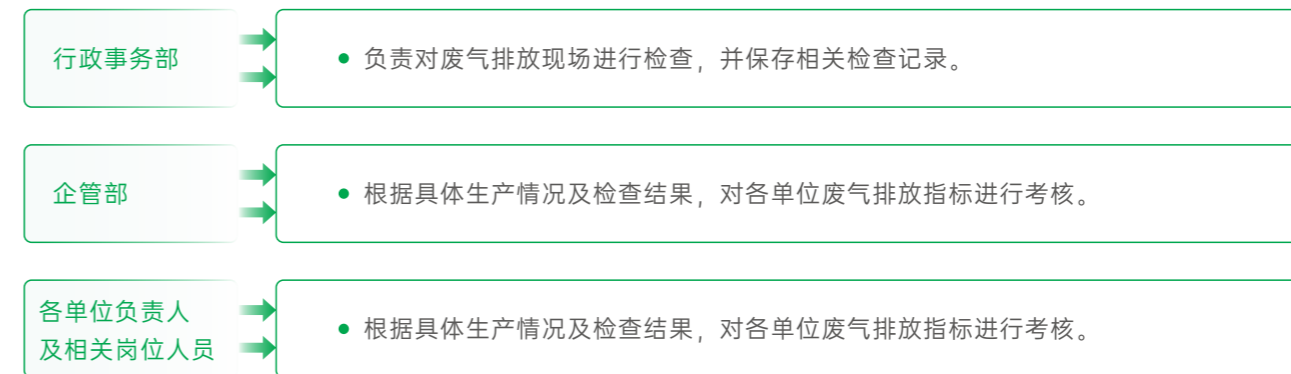 行政事务部
负责对废气排放现场进行检查，并保存相关检查记录。
企管部
根据具体生产情况及检查结果，对各单位废气排放指标进行考核。
各单位负责人
及相关岗位人员
根据具体生产情况及检查结果，对各单位废气排放指标进行考核。